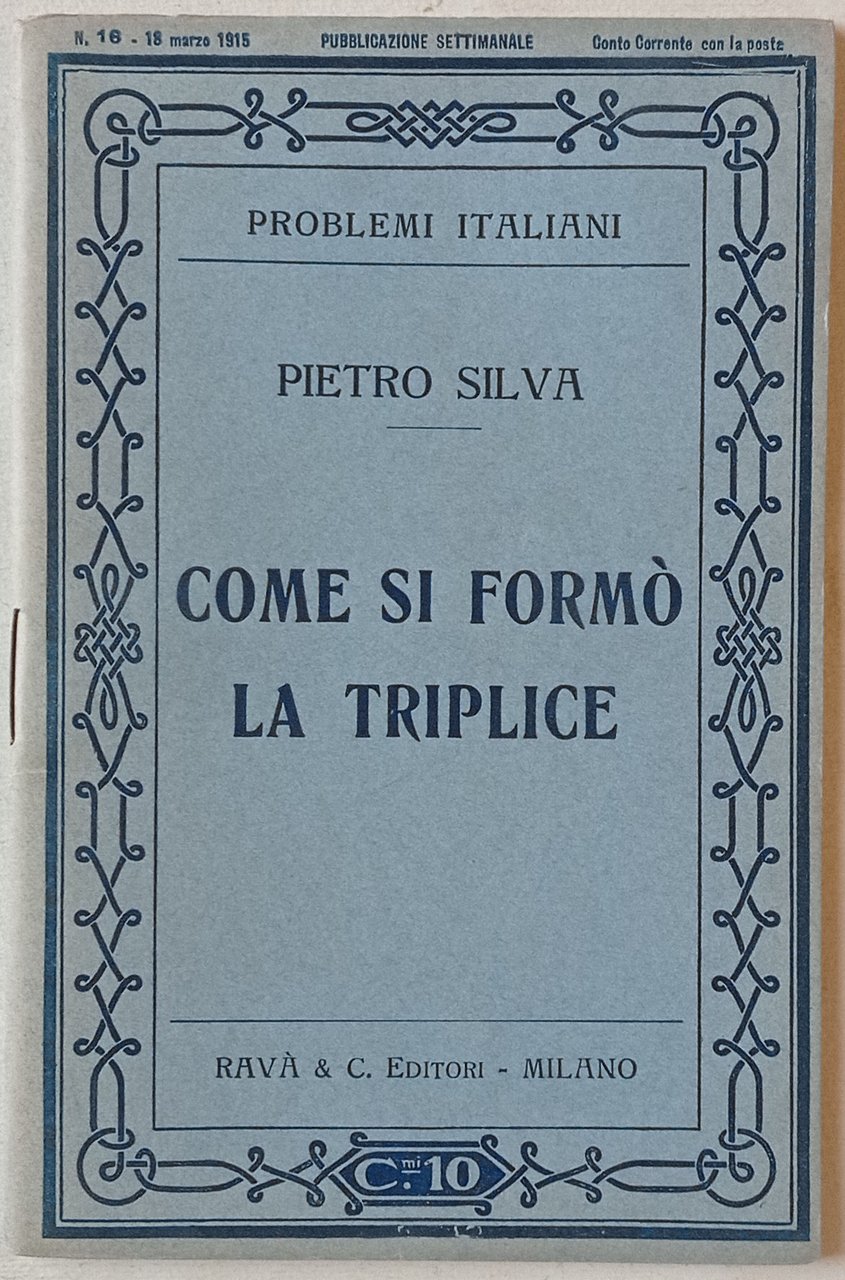 N. 16 - 18 marzo 1915 PUBBLICAZIONE SETTIMANALE Conto Corrente con la posta
PROBLEMI ITALIANI
PIETRO SILVA
COME SI FORMÒ
LA TRIPLICE
RAVÀ & C. EDITORI - MILANO
C.mi 10